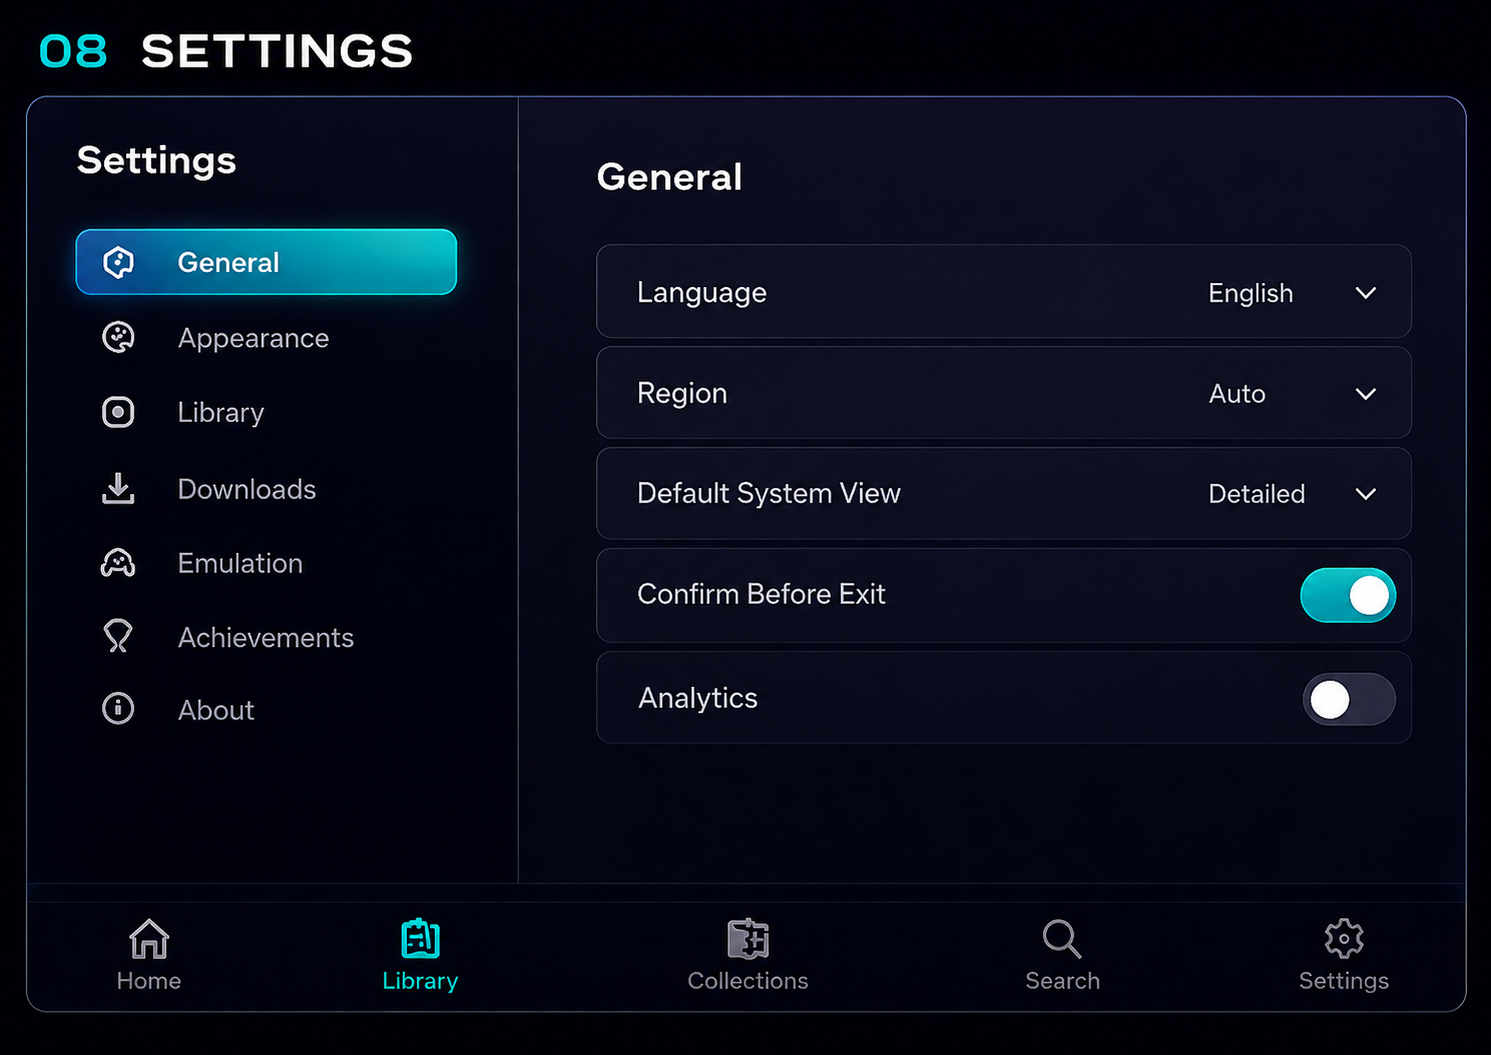 08 SETTINGS
Settings
General
Appearance
Library
Downloads
Emulation
Achievements
About
General
Language English
Region Auto
Default System View Detailed
Confirm Before Exit
Analytics
Home Library Collections Search Settings